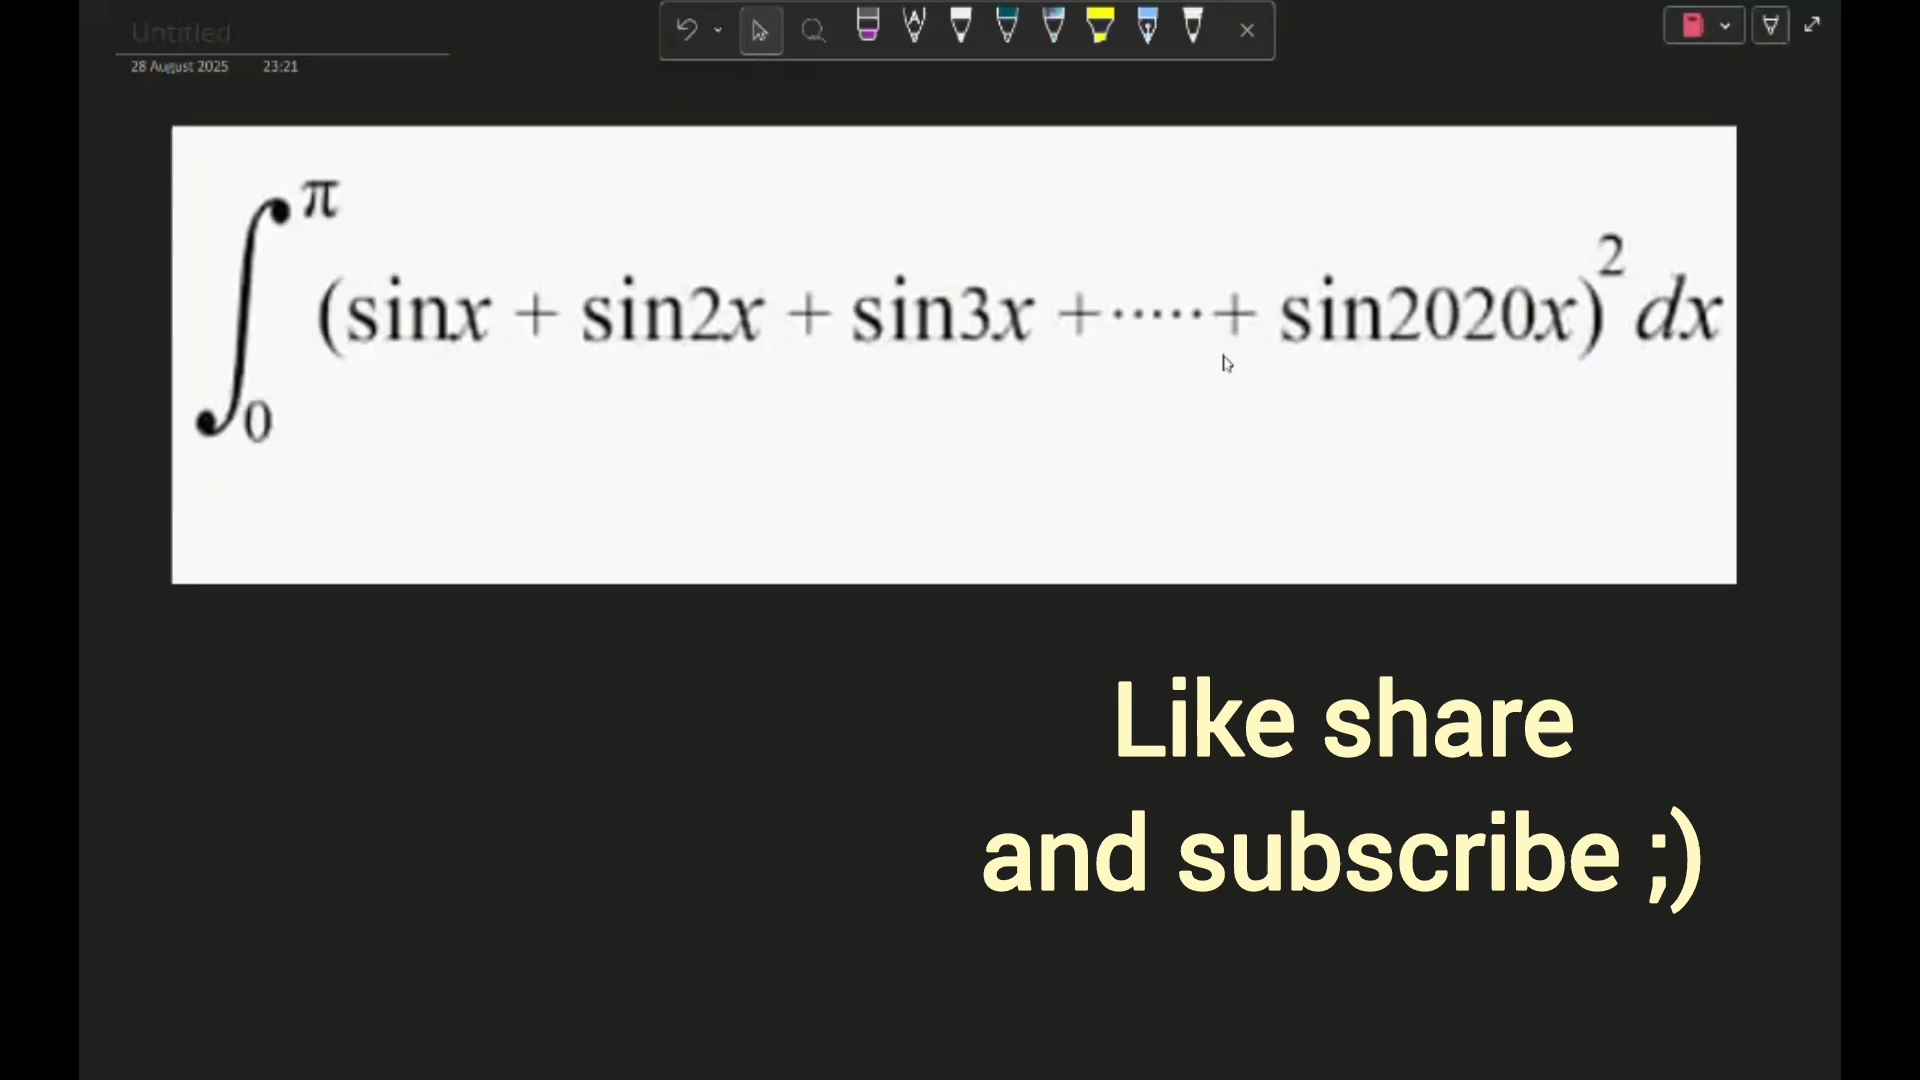 Untitled
28 August 2025 23:21
∫₀^π (sinx + sin2x + sin3x +·····+ sin2020x)² dx
Like share
and subscribe ;)